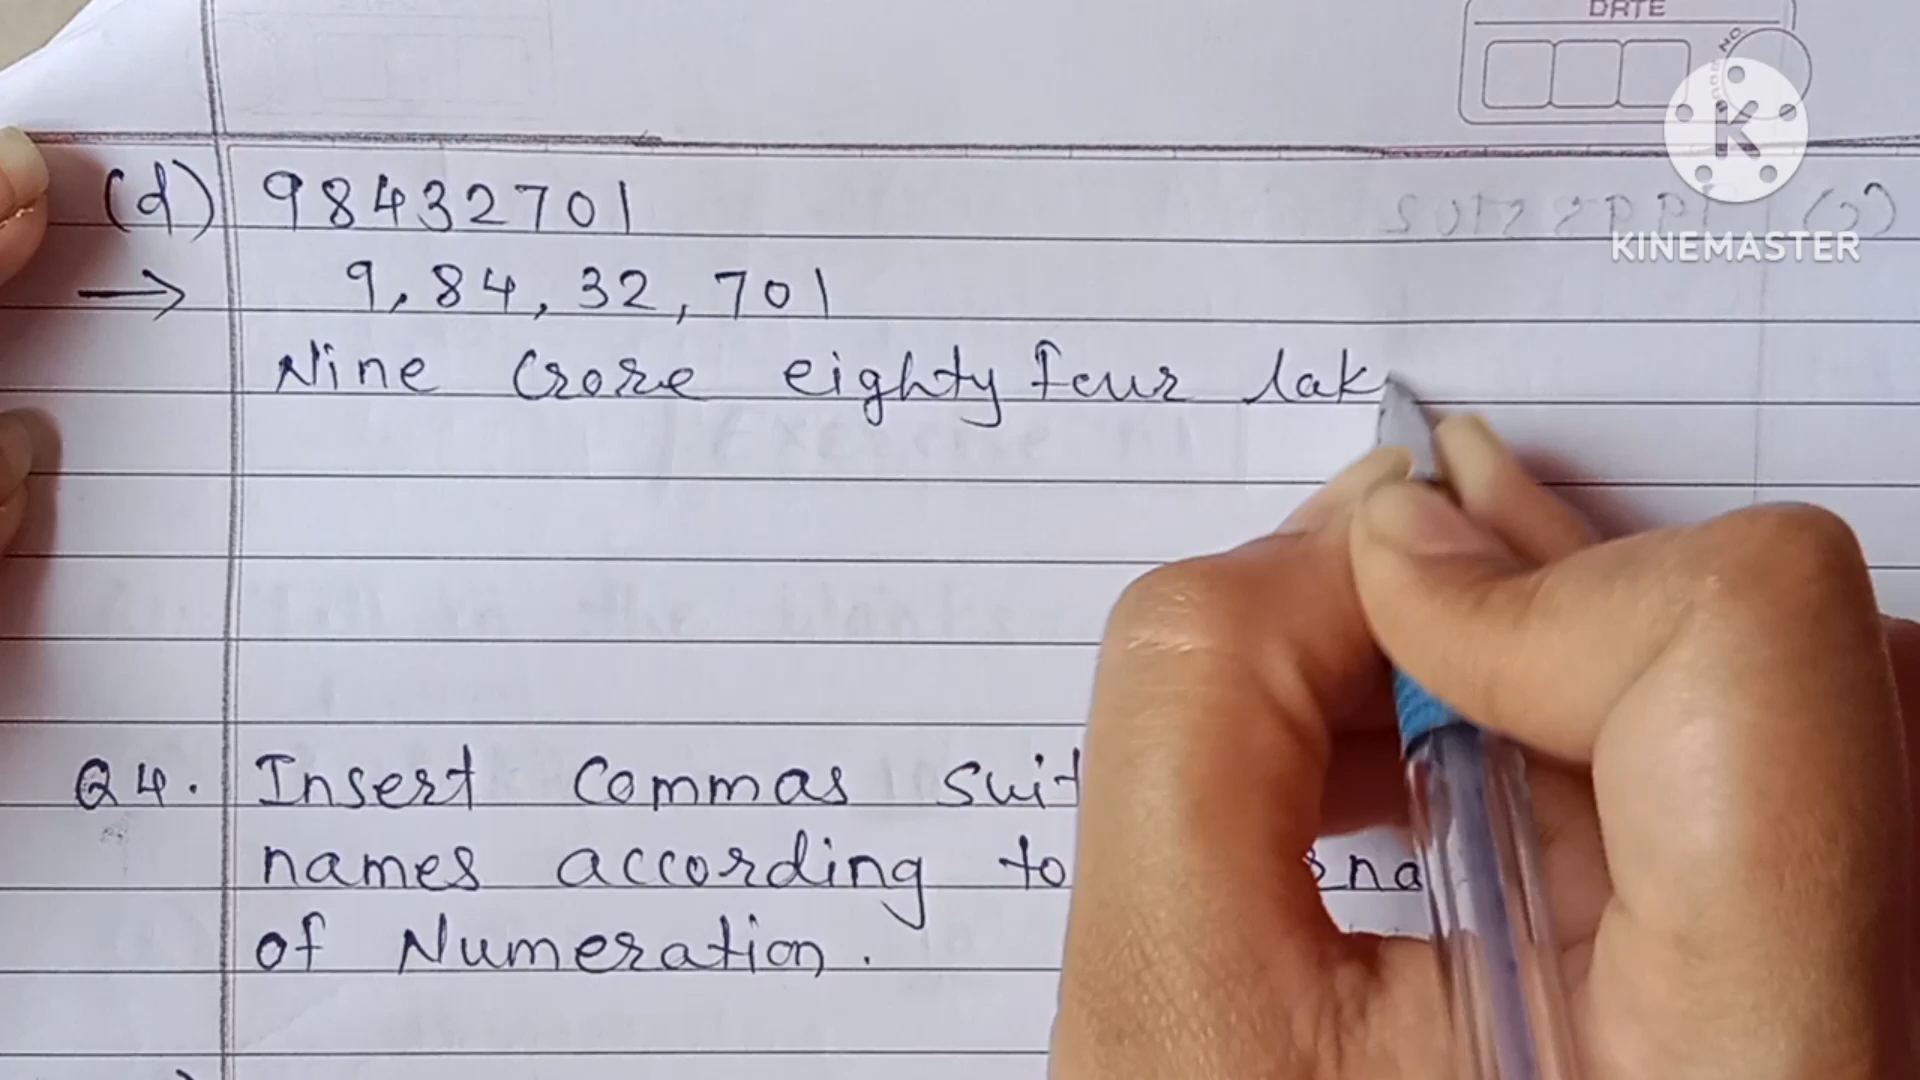 DATE
(d) 98432701
KINEMASTER
→ 9,84,32,701
Nine Crore eighty four lak
Q4. Insert Commas suit
names according to
of Numeration.